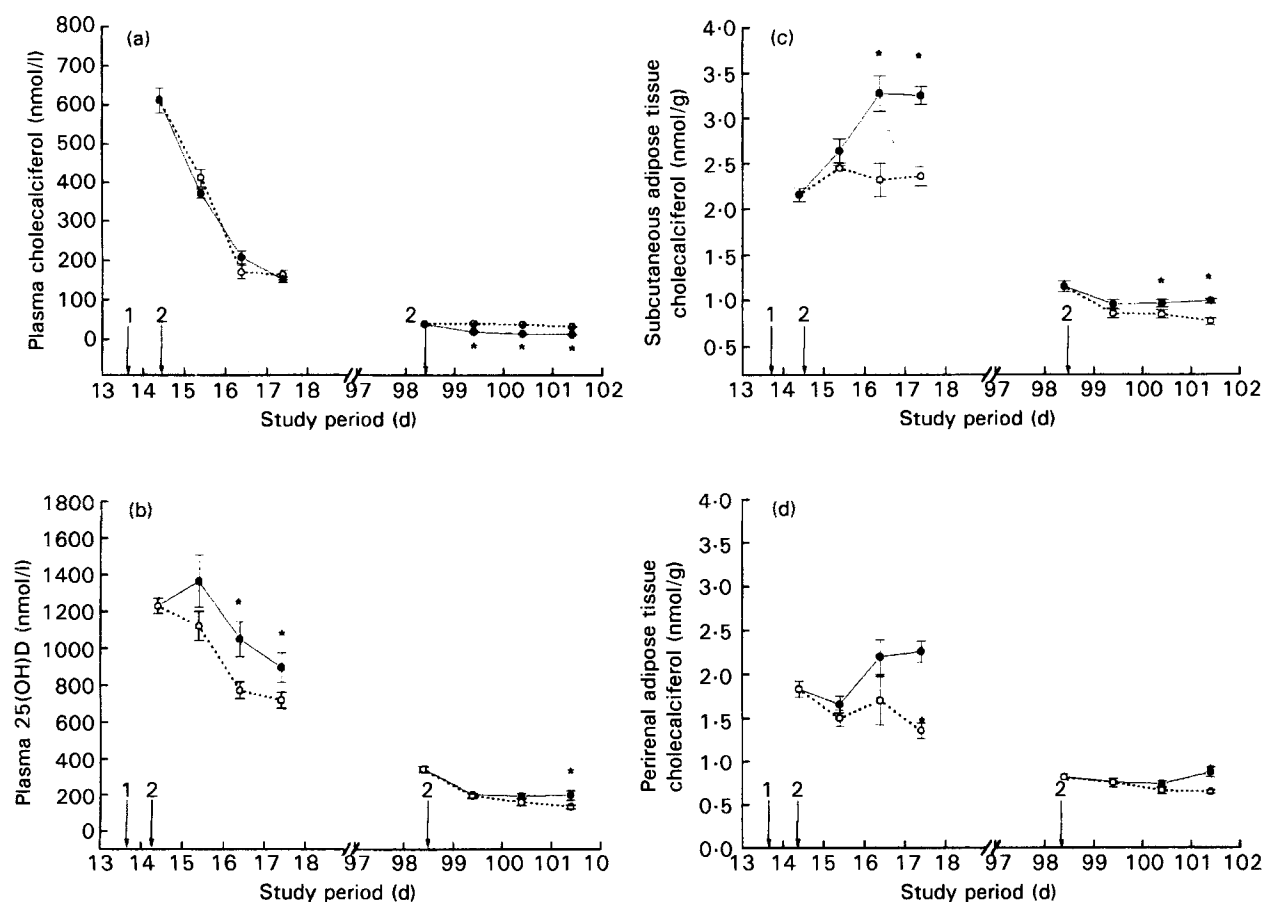 (a)
Plasma cholecalciferol (nmol/l)
800
700
600
500
400
300
200
100
0
1 2 2
* * *
13 14 15 16 17 97 98 99 100 101 102
Study period (d)
(c)
Subcutaneous adipose tissue
cholecalciferol (nmol/g)
4·0
3·5
3·0
2·5
2·0
1·5
1·0
0·5
* *
* *
1 2 2
13 14 15 16 17 97 98 99 100 101 102
Study period (d)
(b)
Plasma 25(OH)D (nmol/l)
1800
1600
1400
1200
1000
800
600
400
200
0
* *
*
1 2 2
13 14 15 16 17 97 98 99 100 101 10
Study period (d)
(d)
Perirenal adipose tissue
cholecalciferol (nmol/g)
4·0
3·5
3·0
2·5
2·0
1·5
1·0
0·5
0·0
*
*
1 2 2
13 14 15 16 17 97 98 99 100 101 102
Study period (d)